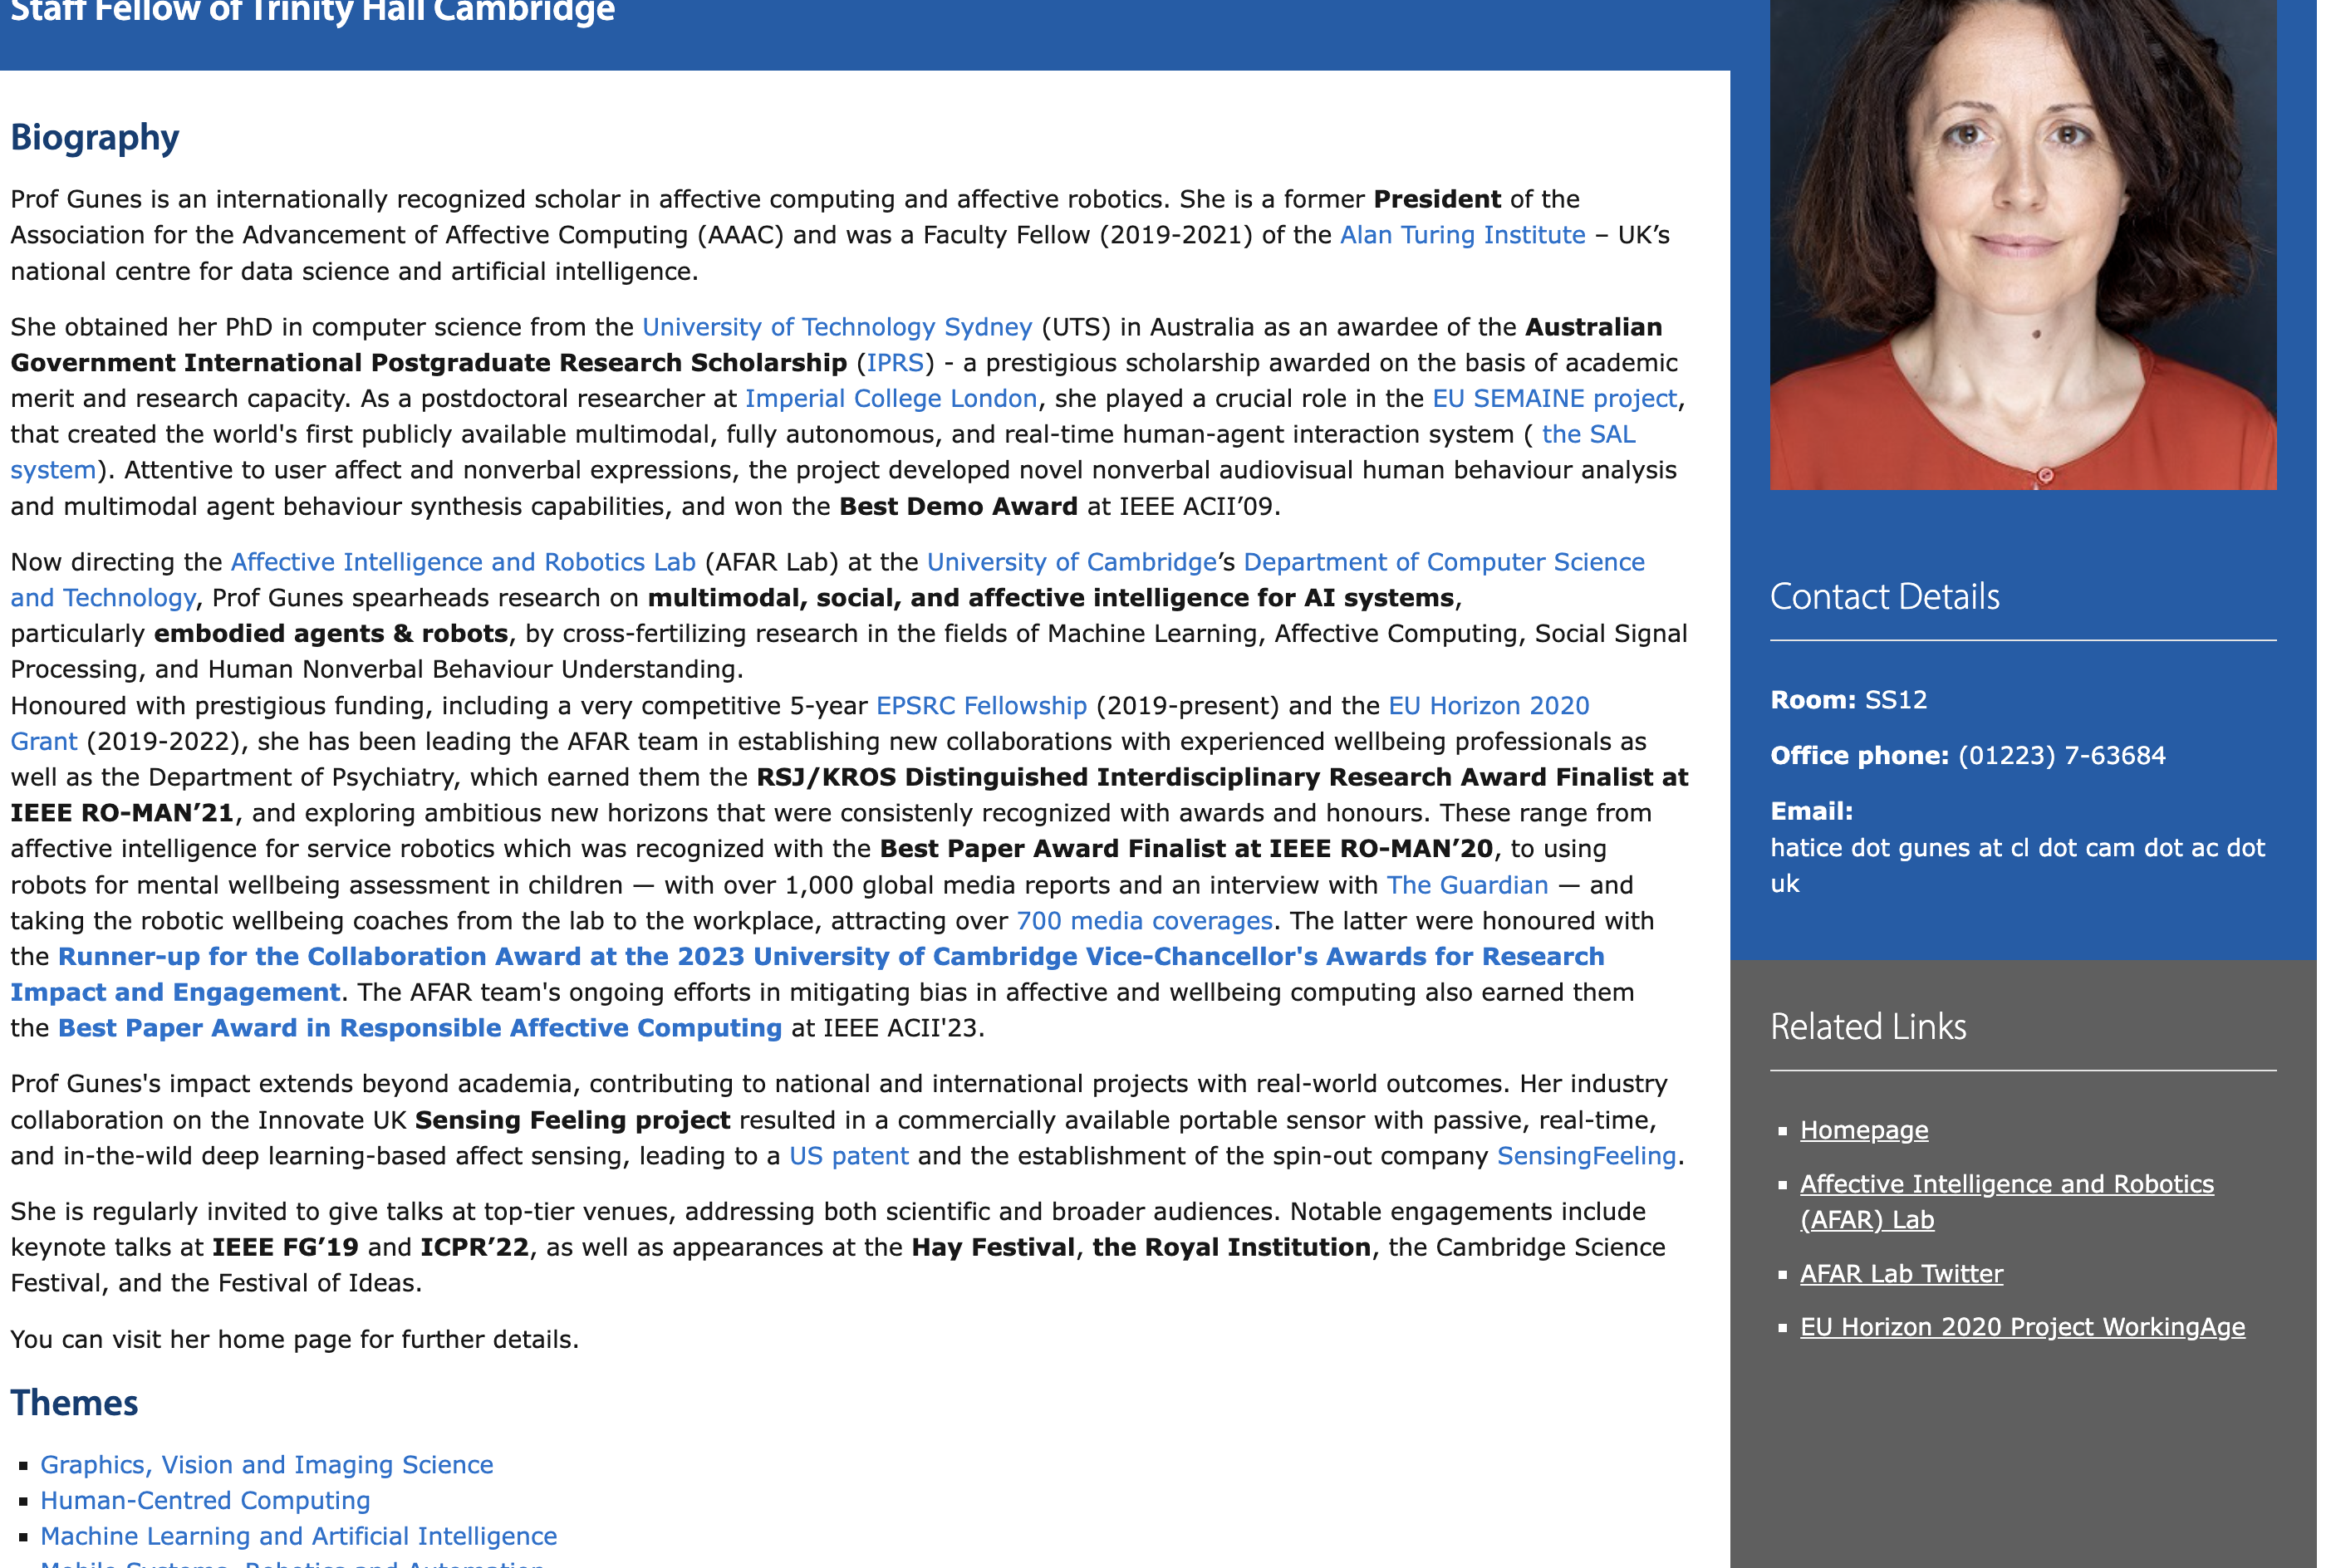 Staff Fellow of Trinity Hall Cambridge
Biography
Prof Gunes is an internationally recognized scholar in affective computing and affective robotics. She is a former President of the
Association for the Advancement of Affective Computing (AAAC) and was a Faculty Fellow (2019-2021) of the Alan Turing Institute – UK’s
national centre for data science and artificial intelligence.
She obtained her PhD in computer science from the University of Technology Sydney (UTS) in Australia as an awardee of the Australian
Government International Postgraduate Research Scholarship (IPRS) - a prestigious scholarship awarded on the basis of academic
merit and research capacity. As a postdoctoral researcher at Imperial College London, she played a crucial role in the EU SEMAINE project,
that created the world's first publicly available multimodal, fully autonomous, and real-time human-agent interaction system ( the SAL
system). Attentive to user affect and nonverbal expressions, the project developed novel nonverbal audiovisual human behaviour analysis
and multimodal agent behaviour synthesis capabilities, and won the Best Demo Award at IEEE ACII’09.
Now directing the Affective Intelligence and Robotics Lab (AFAR Lab) at the University of Cambridge’s Department of Computer Science
and Technology, Prof Gunes spearheads research on multimodal, social, and affective intelligence for AI systems,
particularly embodied agents & robots, by cross-fertilizing research in the fields of Machine Learning, Affective Computing, Social Signal
Processing, and Human Nonverbal Behaviour Understanding.
Honoured with prestigious funding, including a very competitive 5-year EPSRC Fellowship (2019-present) and the EU Horizon 2020
Grant (2019-2022), she has been leading the AFAR team in establishing new collaborations with experienced wellbeing professionals as
well as the Department of Psychiatry, which earned them the RSJ/KROS Distinguished Interdisciplinary Research Award Finalist at
IEEE RO-MAN’21, and exploring ambitious new horizons that were consistenly recognized with awards and honours. These range from
affective intelligence for service robotics which was recognized with the Best Paper Award Finalist at IEEE RO-MAN’20, to using
robots for mental wellbeing assessment in children — with over 1,000 global media reports and an interview with The Guardian — and
taking the robotic wellbeing coaches from the lab to the workplace, attracting over 700 media coverages. The latter were honoured with
the Runner-up for the Collaboration Award at the 2023 University of Cambridge Vice-Chancellor's Awards for Research
Impact and Engagement. The AFAR team's ongoing efforts in mitigating bias in affective and wellbeing computing also earned them
the Best Paper Award in Responsible Affective Computing at IEEE ACII'23.
Prof Gunes's impact extends beyond academia, contributing to national and international projects with real-world outcomes. Her industry
collaboration on the Innovate UK Sensing Feeling project resulted in a commercially available portable sensor with passive, real-time,
and in-the-wild deep learning-based affect sensing, leading to a US patent and the establishment of the spin-out company SensingFeeling.
She is regularly invited to give talks at top-tier venues, addressing both scientific and broader audiences. Notable engagements include
keynote talks at IEEE FG’19 and ICPR’22, as well as appearances at the Hay Festival, the Royal Institution, the Cambridge Science
Festival, and the Festival of Ideas.
You can visit her home page for further details.
Themes
Graphics, Vision and Imaging Science
Human-Centred Computing
Machine Learning and Artificial Intelligence
Mobile Systems, Robotics and Automation
Contact Details
Room: SS12
Office phone: (01223) 7-63684
Email:
hatice dot gunes at cl dot cam dot ac dot
uk
Related Links
Homepage
Affective Intelligence and Robotics
(AFAR) Lab
AFAR Lab Twitter
EU Horizon 2020 Project WorkingAge